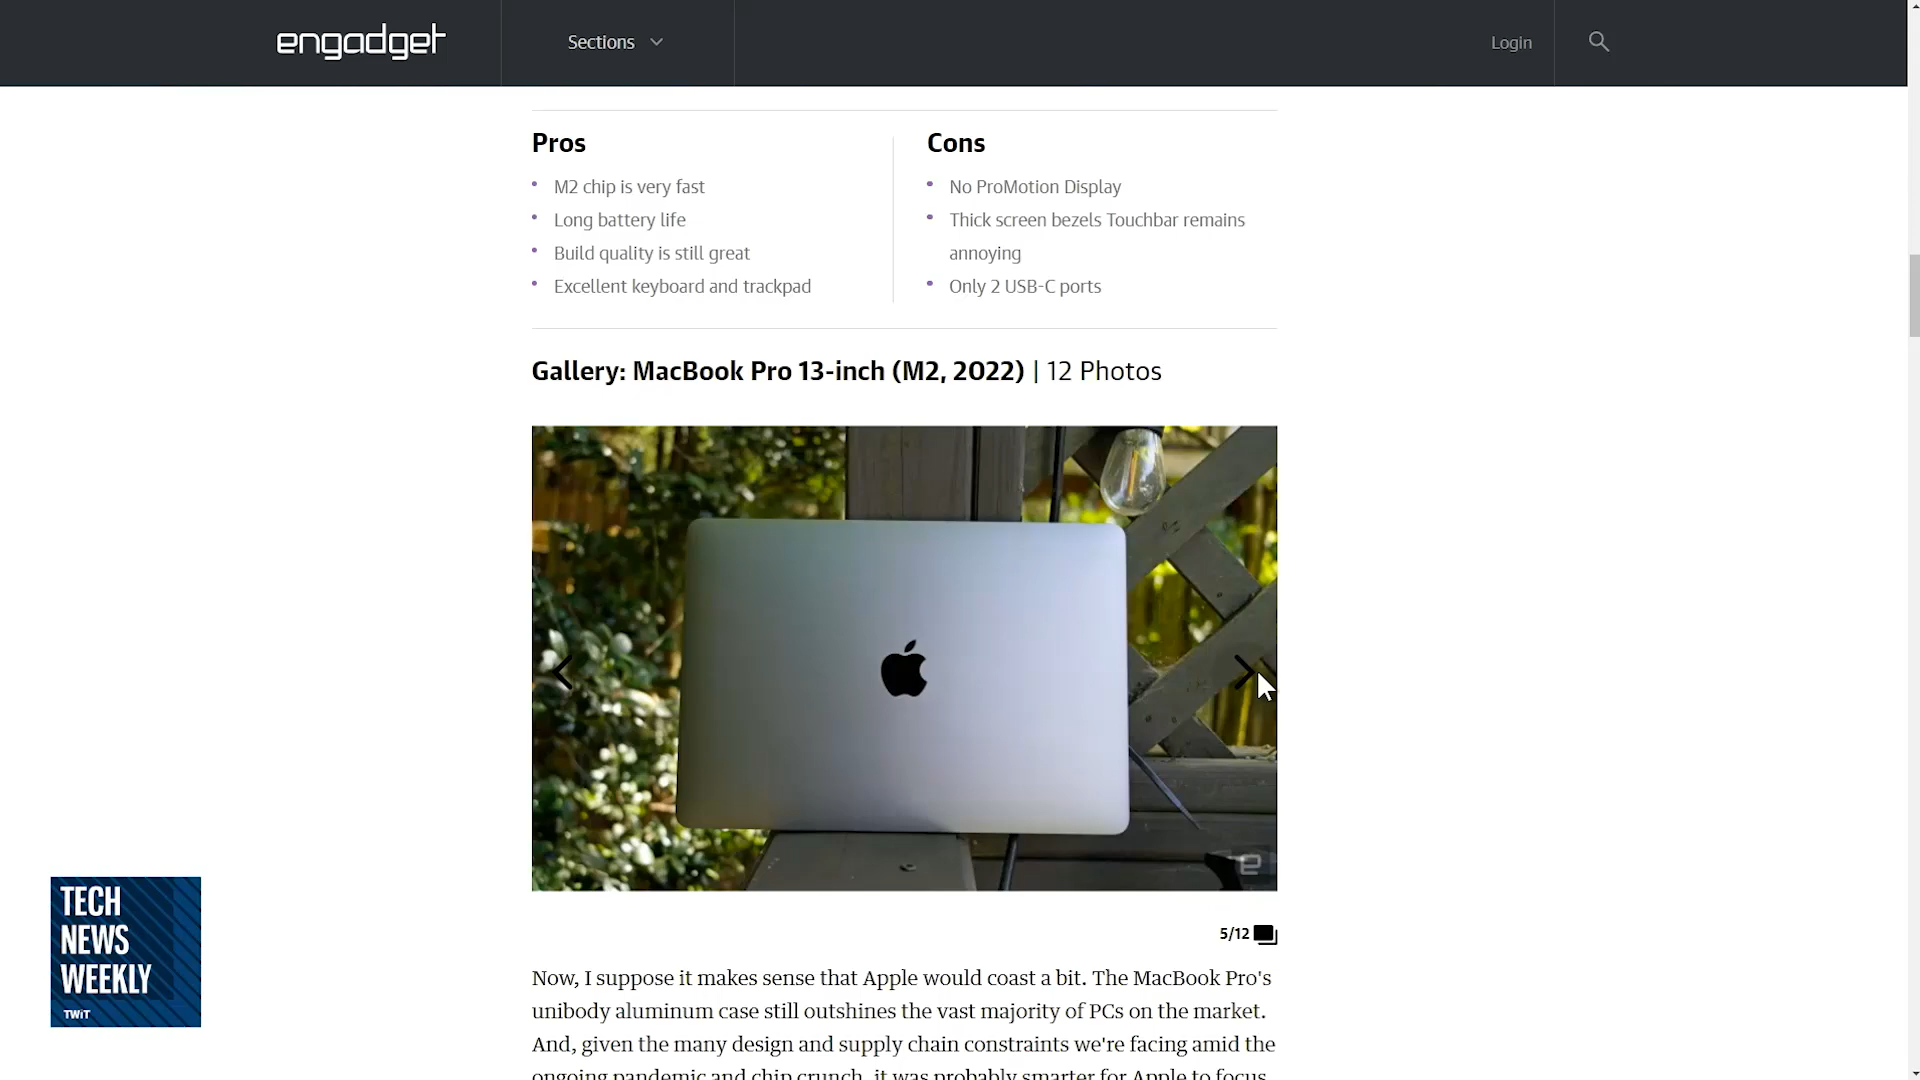 engadget
Sections
Login
Pros
M2 chip is very fast
Long battery life
Build quality is still great
Excellent keyboard and trackpad
Cons
No ProMotion Display
Thick screen bezels Touchbar remains
annoying
Only 2 USB-C ports
Gallery: MacBook Pro 13-inch (M2, 2022) | 12 Photos
e
5/12
Now, I suppose it makes sense that Apple would coast a bit. The MacBook Pro's
unibody aluminum case still outshines the vast majority of PCs on the market.
And, given the many design and supply chain constraints we're facing amid the
ongoing pandemic and chip crunch, it was probably smarter for Apple to focus
TECH
NEWS
WEEKLY
TWiT